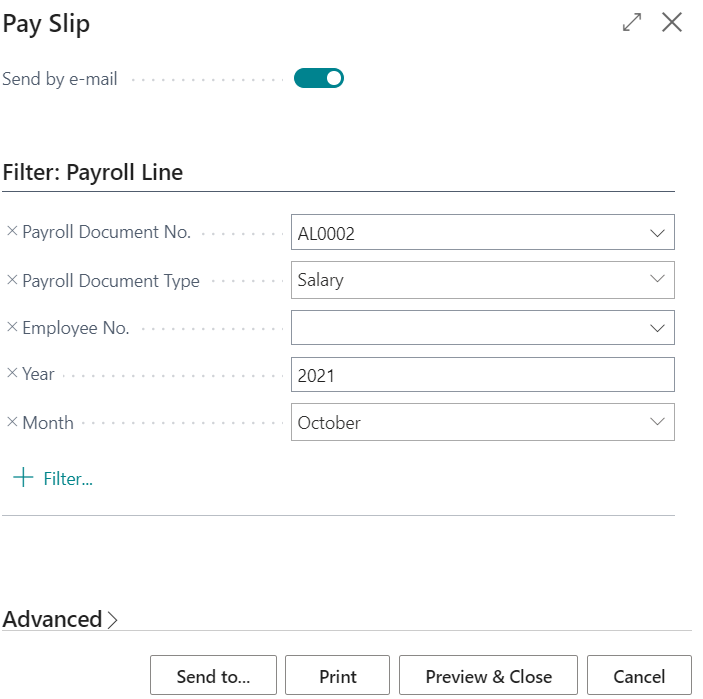 Pay Slip
Send by e-mail
Filter: Payroll Line
Payroll Document No. AL0002
Payroll Document Type Salary
Employee No.
Year 2021
Month October
Filter...
Advanced
Send to... Print Preview & Close Cancel